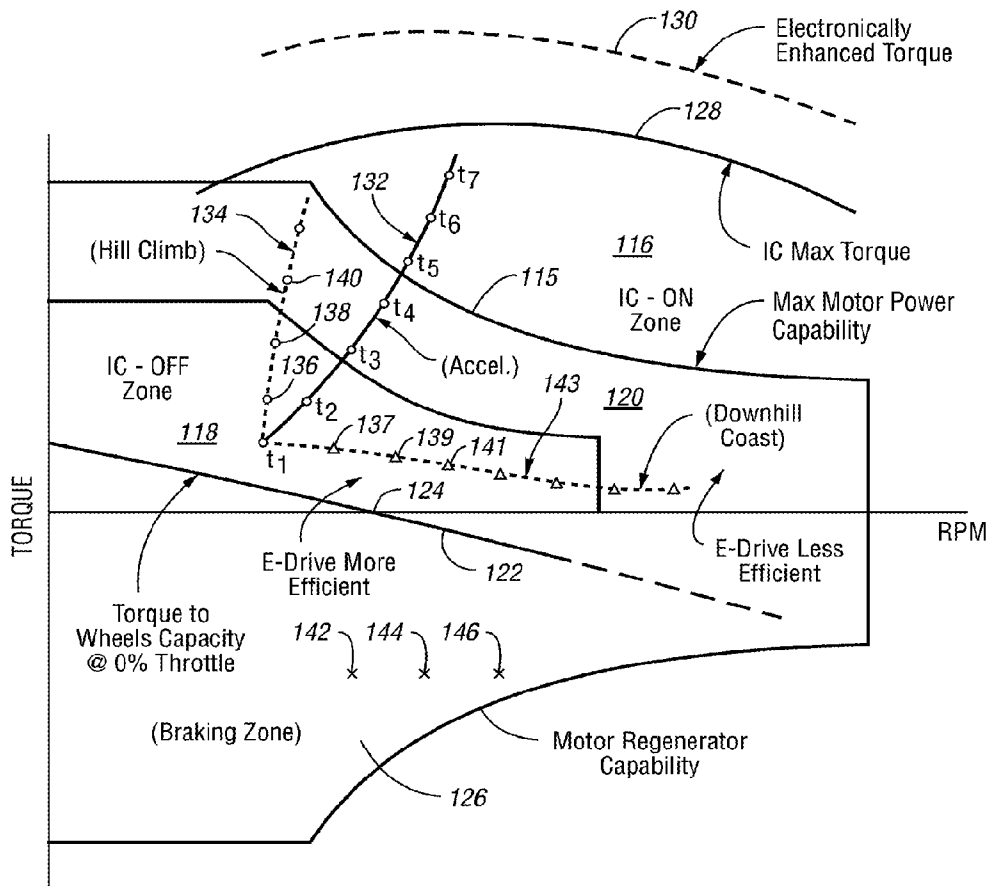 130
Electronically
Enhanced Torque
128
132
t7
134
t6
116
(Hill Climb)
t5
115
IC Max Torque
140
IC - ON
Zone
Max Motor Power
Capability
t4
138
IC - OFF
Zone
t3
(Accel.)
136
143
120
t2
137
139
141
(Downhill
Coast)
118
t1
124
TORQUE
RPM
E-Drive More
Efficient
122
E-Drive Less
Efficient
Torque to
Wheels Capacity
@ 0% Throttle
142
144
146
(Braking Zone)
Motor Regenerator
Capability
126